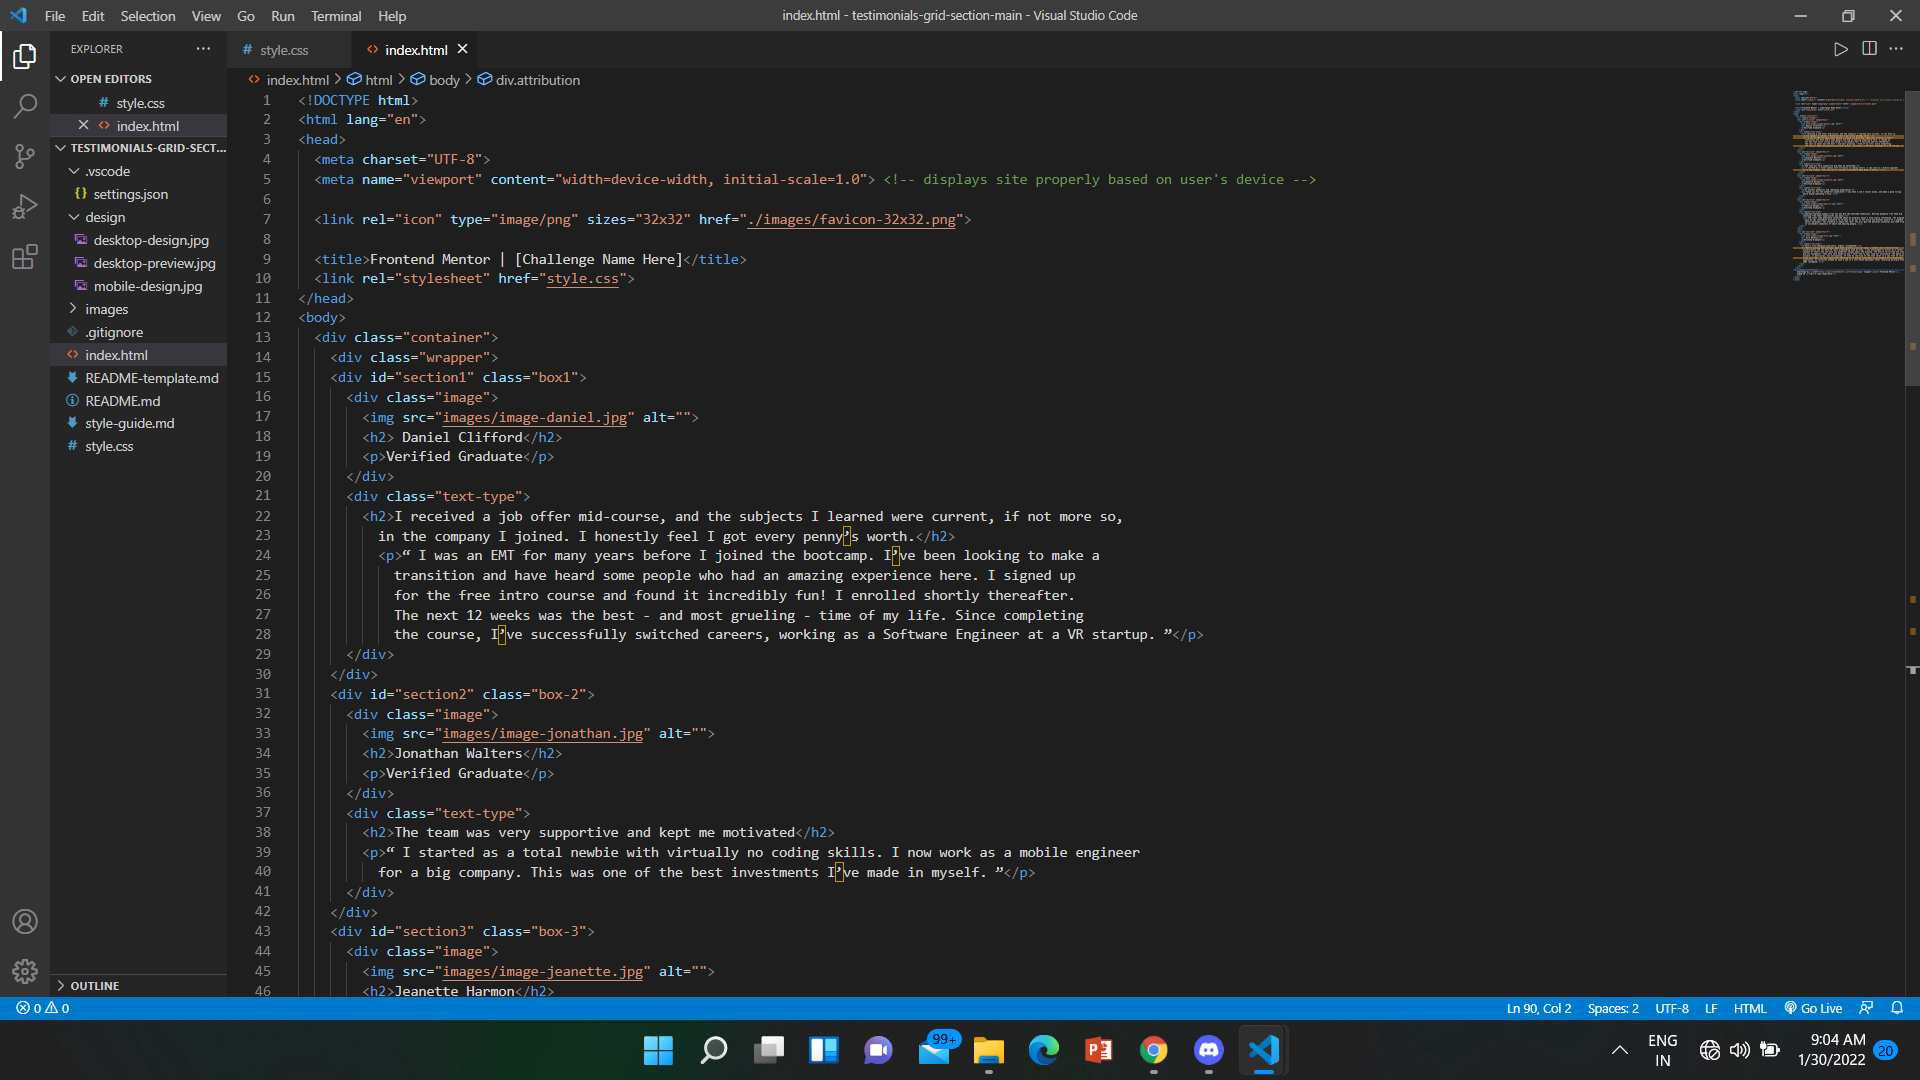 File Edit Selection View Go Run Terminal Help
index.html - testimonials-grid-section-main - Visual Studio Code
EXPLORER
style.css
index.html
OPEN EDITORS
style.css
index.html
TESTIMONIALS-GRID-SECT...
.vscode
settings.json
design
desktop-design.jpg
desktop-preview.jpg
mobile-design.jpg
images
.gitignore
index.html
README-template.md
README.md
style-guide.md
style.css
OUTLINE
index.html > html > body > div.attribution
1 <!DOCTYPE html>
2 <html lang="en">
3 <head>
4 <meta charset="UTF-8">
5 <meta name="viewport" content="width=device-width, initial-scale=1.0"> <!-- displays site properly based on user's device -->
6
7 <link rel="icon" type="image/png" sizes="32x32" href="./images/favicon-32x32.png">
8
9 <title>Frontend Mentor | [Challenge Name Here]</title>
10 <link rel="stylesheet" href="style.css">
11 </head>
12 <body>
13 <div class="container">
14 <div class="wrapper">
15 <div id="section1" class="box1">
16 <div class="image">
17 <img src="images/image-daniel.jpg" alt="">
18 <h2> Daniel Clifford</h2>
19 <p>Verified Graduate</p>
20 </div>
21 <div class="text-type">
22 <h2>I received a job offer mid-course, and the subjects I learned were current, if not more so,
23 in the company I joined. I honestly feel I got every penny’s worth.</h2>
24 <p>“ I was an EMT for many years before I joined the bootcamp. I’ve been looking to make a
25 transition and have heard some people who had an amazing experience here. I signed up
26 for the free intro course and found it incredibly fun! I enrolled shortly thereafter.
27 The next 12 weeks was the best - and most grueling - time of my life. Since completing
28 the course, I’ve successfully switched careers, working as a Software Engineer at a VR startup. ”</p>
29 </div>
30 </div>
31 <div id="section2" class="box-2">
32 <div class="image">
33 <img src="images/image-jonathan.jpg" alt="">
34 <h2>Jonathan Walters</h2>
35 <p>Verified Graduate</p>
36 </div>
37 <div class="text-type">
38 <h2>The team was very supportive and kept me motivated</h2>
39 <p>“ I started as a total newbie with virtually no coding skills. I now work as a mobile engineer
40 for a big company. This was one of the best investments I’ve made in myself. ”</p>
41 </div>
42 </div>
43 <div id="section3" class="box-3">
44 <div class="image">
45 <img src="images/image-jeanette.jpg" alt="">
46 <h2>Jeanette Harmon</h2>
0 0
Ln 90, Col 2 Spaces: 2 UTF-8 LF HTML Go Live
99+
ENG
IN
9:04 AM
1/30/2022
20